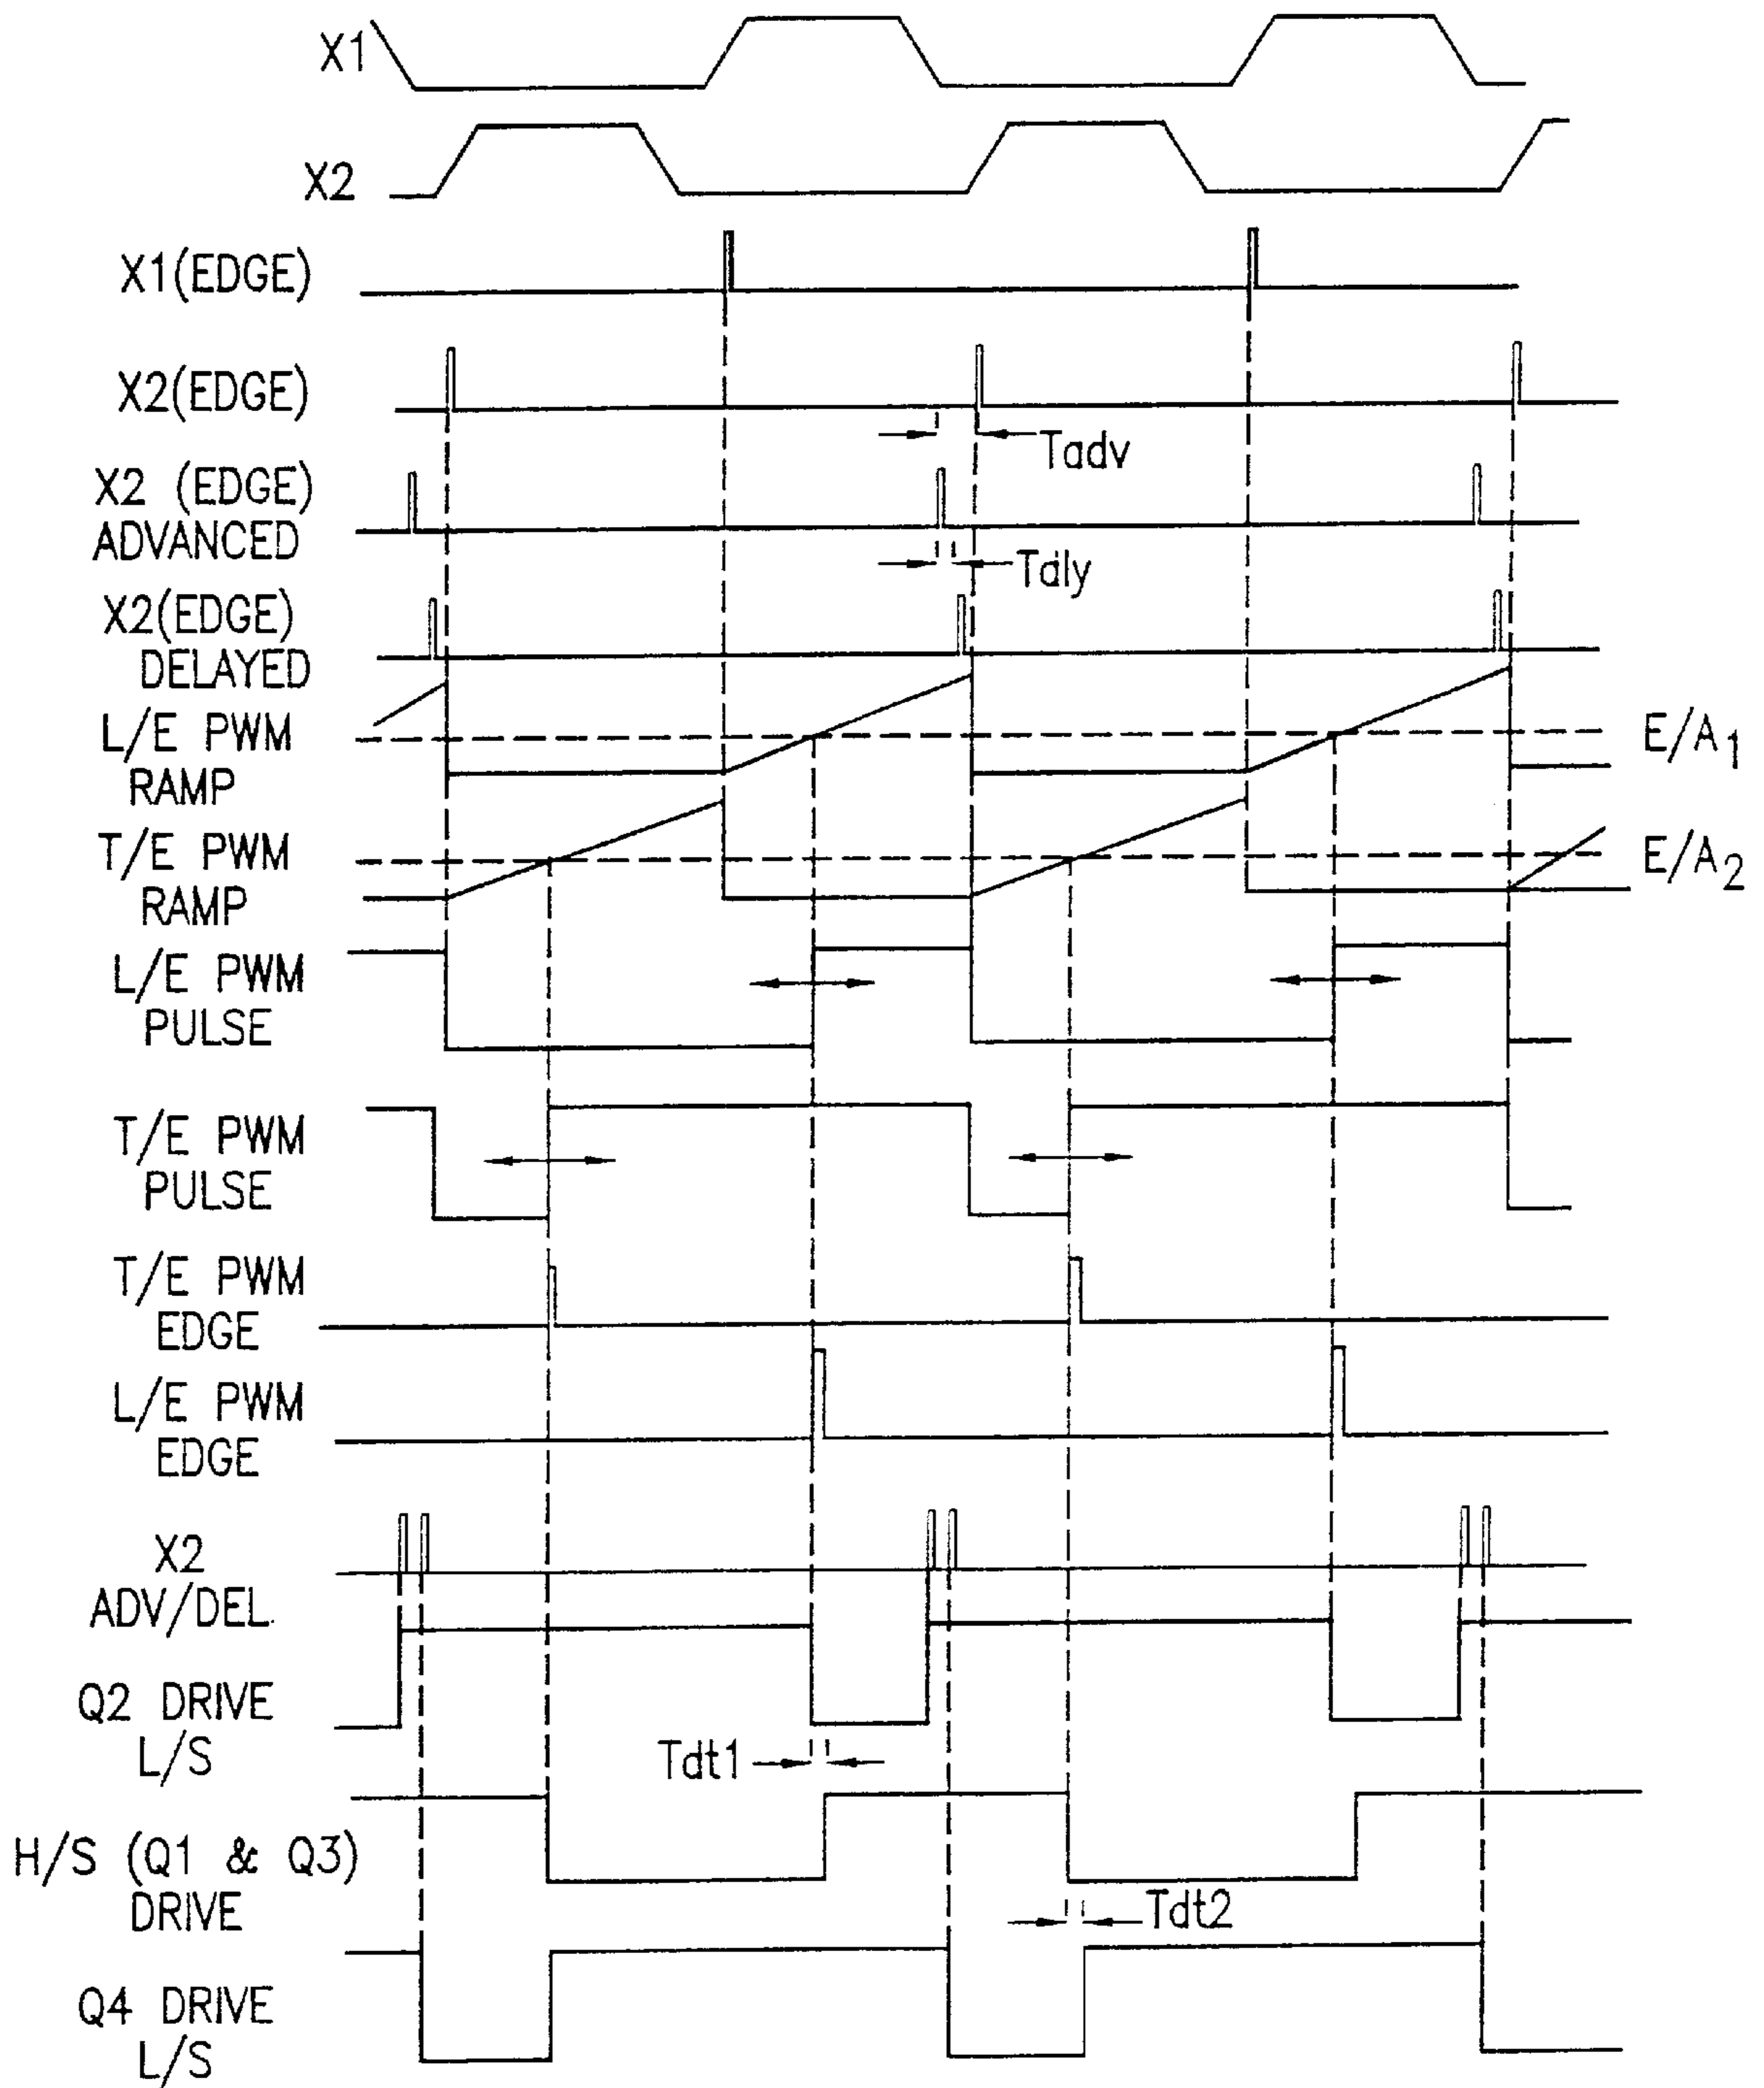 X1
X2
X1(EDGE)
X2(EDGE)
Tadv
X2 (EDGE)
ADVANCED
Tdly
X2(EDGE)
DELAYED
L/E PWM
RAMP
E/A1
T/E PWM
RAMP
E/A2
L/E PWM
PULSE
T/E PWM
PULSE
T/E PWM
EDGE
L/E PWM
EDGE
X2
ADV/DEL.
Q2 DRIVE
L/S
Tdt1
H/S (Q1 & Q3)
DRIVE
Tdt2
Q4 DRIVE
L/S